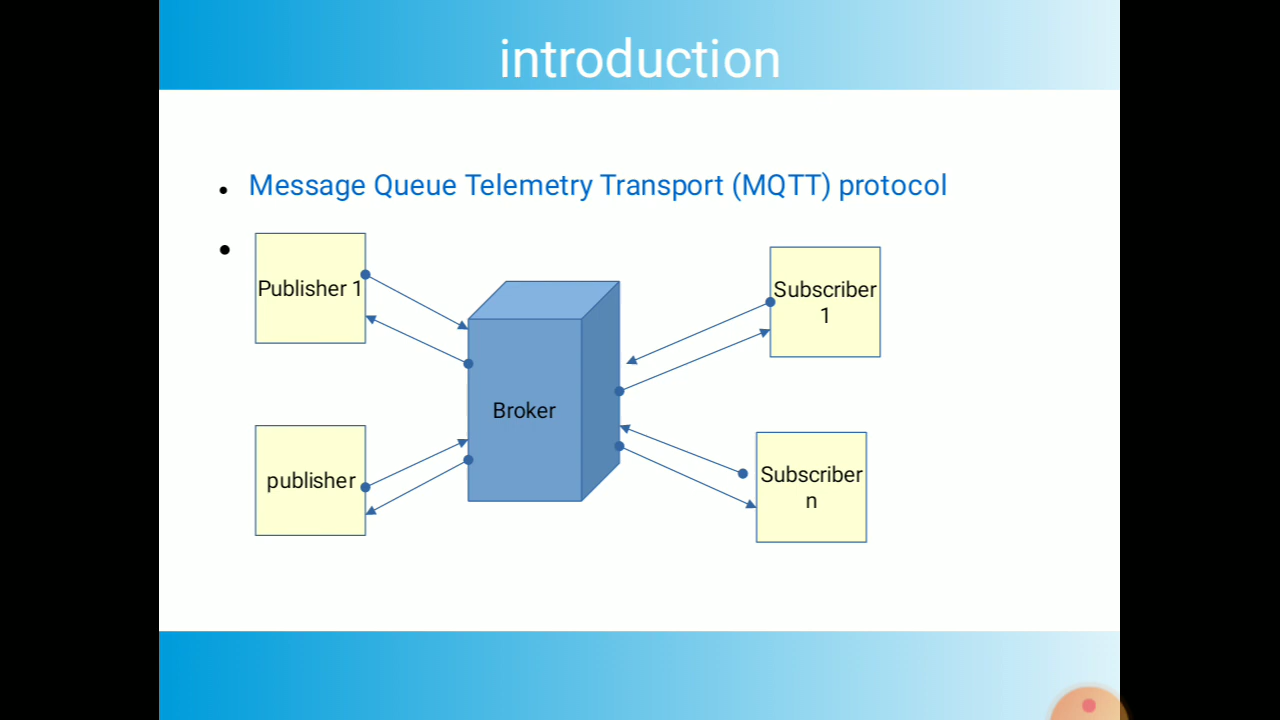 introduction
Message Queue Telemetry Transport (MQTT) protocol
Publisher 1
Subscriber
1
Broker
publisher
Subscriber
n